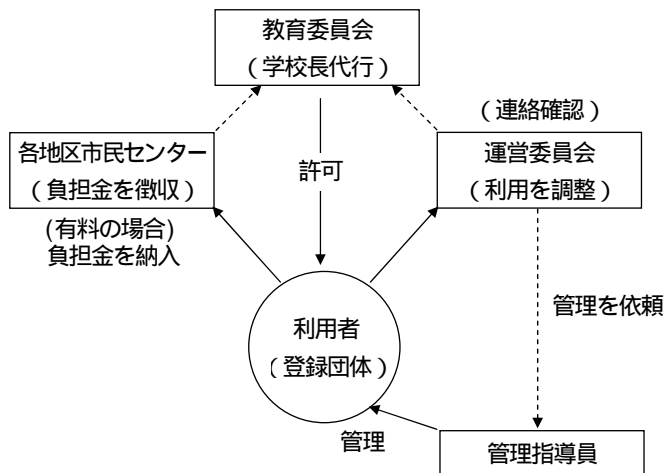 教育委員会
（学校長代行）
（連絡確認）
各地区市民センター
（負担金を徴収）
運営委員会
（利用を調整）
許可
(有料の場合)
負担金を納入
管理を依頼
利用者
（登録団体）
管理
管理指導員